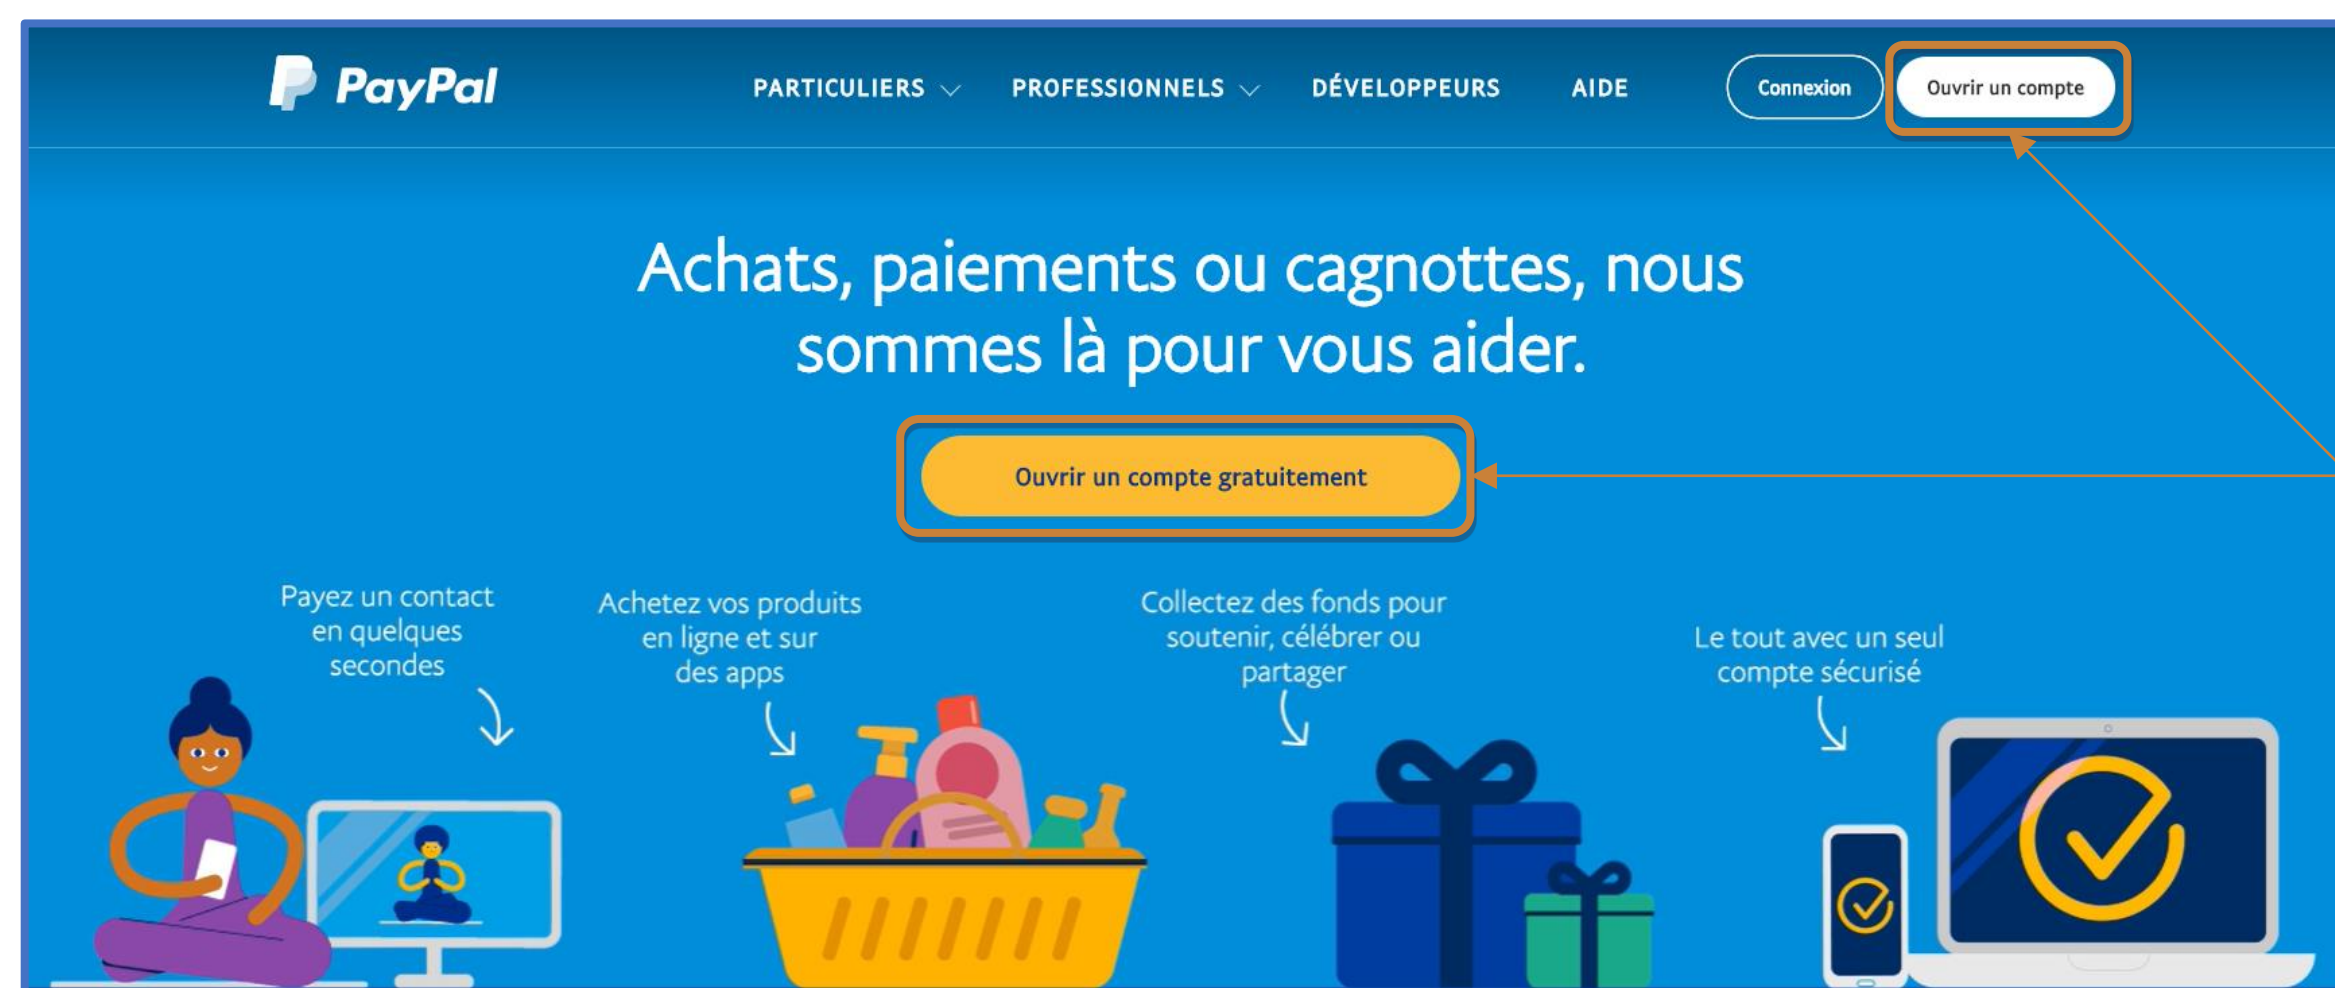 PayPal
PARTICULIERS
PROFESSIONNELS
DÉVELOPPEURS
AIDE
Connexion
Ouvrir un compte
Achats, paiements ou cagnottes, nous
sommes là pour vous aider.
Ouvrir un compte gratuitement
Payez un contact
en quelques
secondes
Achetez vos produits
en ligne et sur
des apps
Collectez des fonds pour
soutenir, célébrer ou
partager
Le tout avec un seul
compte sécurisé